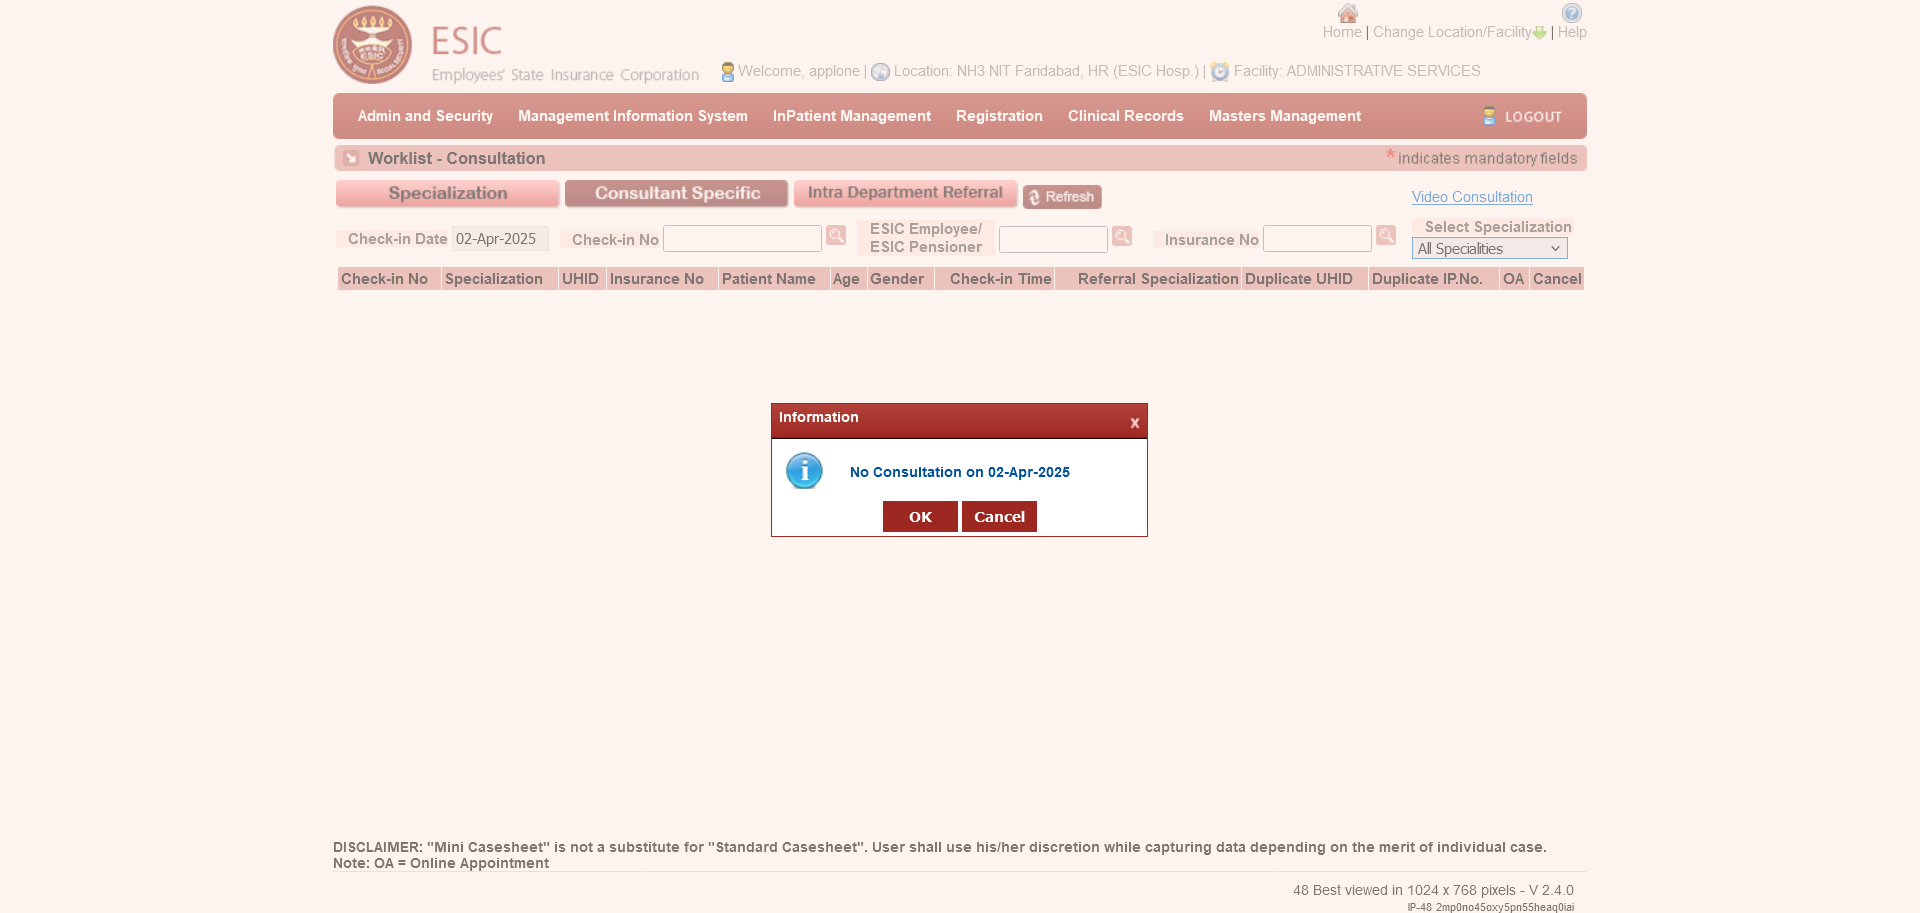 ESIC
Employees' State Insurance Corporation
Home | Change Location/Facility | Help
Welcome, applone | Location: NH3 NIT Faridabad, HR (ESIC Hosp.) | Facility: ADMINISTRATIVE SERVICES
Admin and Security Management Information System InPatient Management Registration Clinical Records Masters Management LOGOUT
Worklist - Consultation * indicates mandatory fields
Specialization Consultant Specific Intra Department Referral Refresh Video Consultation
Check-in Date 02-Apr-2025 Check-in No ESIC Employee/ ESIC Pensioner Insurance No Select Specialization
All Specialities
Check-in No Specialization UHID Insurance No Patient Name Age Gender Check-in Time Referral Specialization Duplicate UHID Duplicate IP.No. OA Cancel
Information x
No Consultation on 02-Apr-2025
OK Cancel
DISCLAIMER: "Mini Casesheet" is not a substitute for "Standard Casesheet". User shall use his/her discretion while capturing data depending on the merit of individual case.
Note: OA = Online Appointment
48 Best viewed in 1024 x 768 pixels - V 2.4.0
IP-48 2mp0no45oxy5pn55heaq0iai